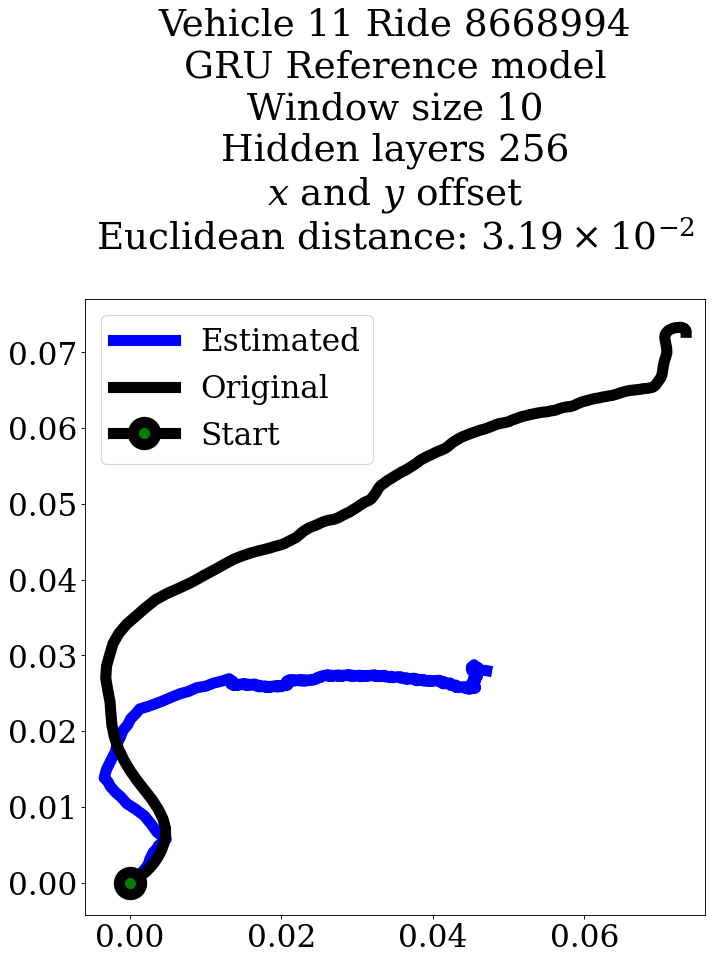 Vehicle 11 Ride 8668994
GRU Reference model
Window size 10
Hidden layers 256
x and y offset
Euclidean distance: 3.19 × 10⁻²
Estimated
Original
Start
0.07
0.06
0.05
0.04
0.03
0.02
0.01
0.00
0.00 0.02 0.04 0.06